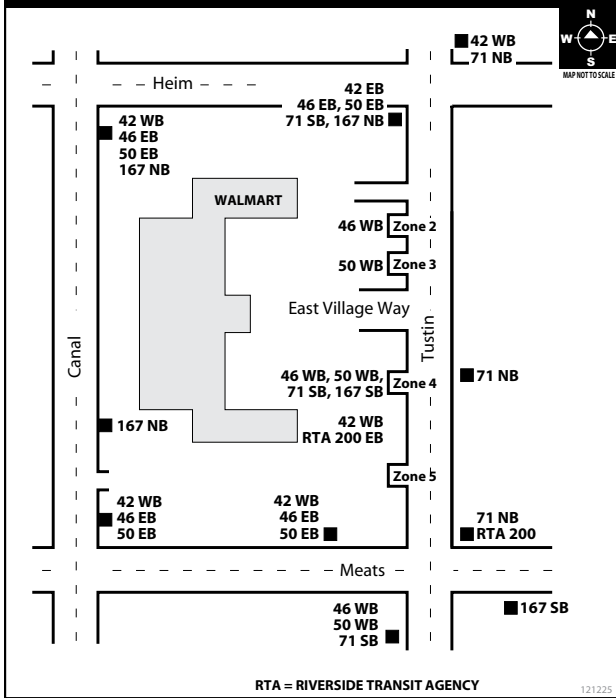 N
W E
S
MAP NOT TO SCALE
42 WB
71 NB
Heim
42 EB
46 EB, 50 EB
71 SB, 167 NB
42 WB
46 EB
50 EB
167 NB
WALMART
46 WB Zone 2
50 WB Zone 3
East Village Way
Canal
Tustin
46 WB, 50 WB,
71 SB, 167 SB
Zone 4
71 NB
42 WB
RTA 200 EB
167 NB
Zone 5
42 WB
46 EB
50 EB
42 WB
46 EB
50 EB
71 NB
RTA 200
Meats
46 WB
50 WB
71 SB
167 SB
RTA = RIVERSIDE TRANSIT AGENCY
121225